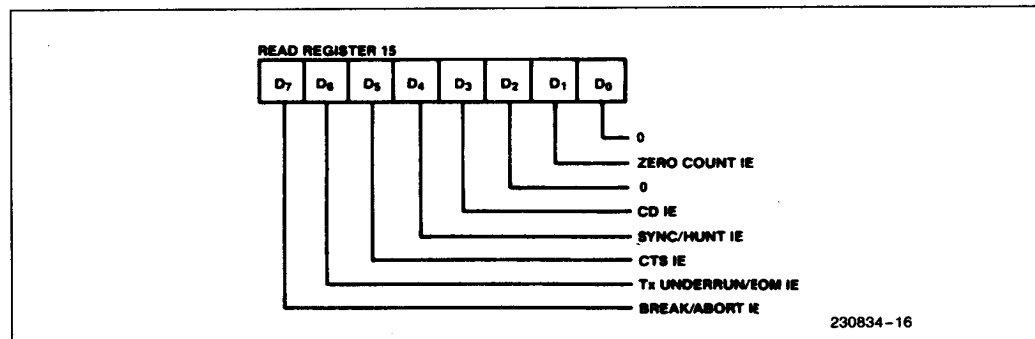 READ REGISTER 15
D7 D6 D5 D4 D3 D2 D1 D0
0
ZERO COUNT IE
0
CD IE
SYNC/HUNT IE
CTS IE
Tx UNDERRUN/EOM IE
BREAK/ABORT IE
230834-16